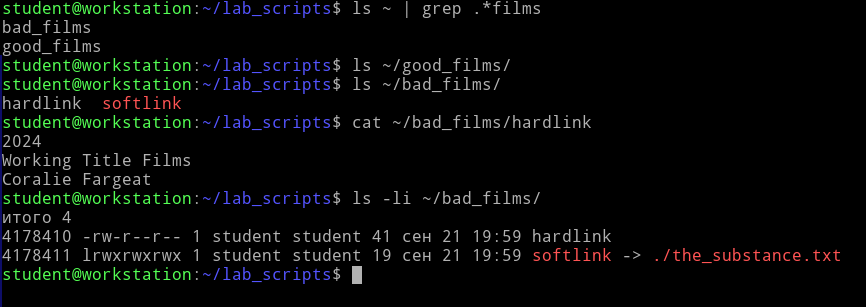 student@workstation:~/lab_scripts$ ls ~ | grep .*films
bad_films
good_films
student@workstation:~/lab_scripts$ ls ~/good_films/
student@workstation:~/lab_scripts$ ls ~/bad_films/
hardlink  softlink
student@workstation:~/lab_scripts$ cat ~/bad_films/hardlink
2024
Working Title Films
Coralie Fargeat
student@workstation:~/lab_scripts$ ls -li ~/bad_films/
итого 4
4178410 -rw-r--r-- 1 student student 41 сен 21 19:59 hardlink
4178411 lrwxrwxrwx 1 student student 19 сен 21 19:59 softlink -> ./the_substance.txt
student@workstation:~/lab_scripts$